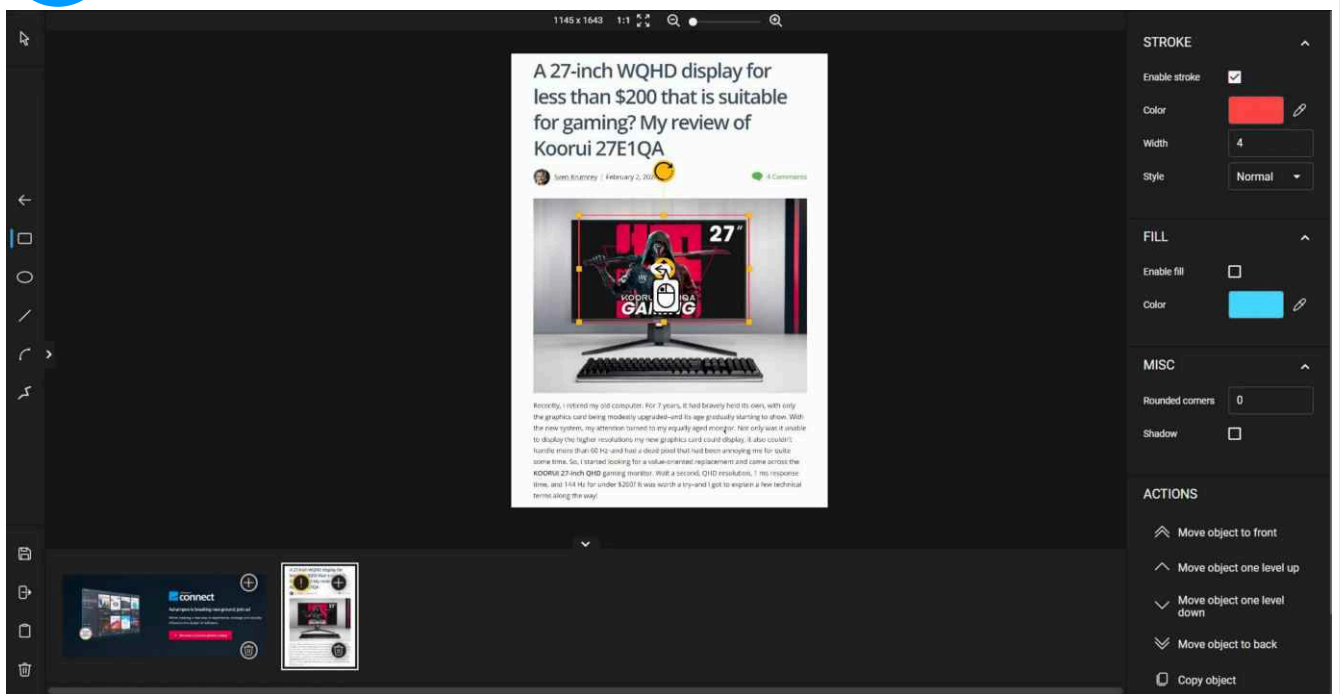 1145 x 1643 1:1
A 27-inch WQHD display for
less than $200 that is suitable
for gaming? My review of
Koorui 27E1QA
Sven Krumrey / February 2, 
4 Comments
27"
GA G
Recently, I retired my old computer. For 7 years, it had bravely held its own, with only
the graphics card being modestly upgraded–and its age gradually starting to show. With
the new system, my attention turned to my equally aged monitor. Not only was it unable
to display the higher resolutions my new graphics card could display, it also couldn't
handle more than 60 Hz–and had a dead pixel that had been annoying me for quite
some time. So, I started looking for a value-oriented replacement and came across the
KOORUI 27-inch QHD gaming monitor. Wait a second, QHD resolution, 1 ms response
time, and 144 Hz for under $200? It was worth a try–and I got to explain a few technical
terms along the way!
connect
STROKE
Enable stroke
Color
Width 4
Style Normal
FILL
Enable fill
Color
MISC
Rounded corners 0
Shadow
ACTIONS
Move object to front
Move object one level up
Move object one level
down
Move object to back
Copy object